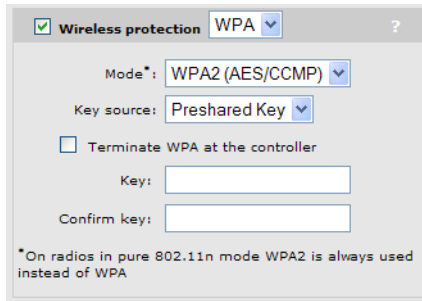 Wireless protection WPA ?
Mode*: WPA2 (AES/CCMP)
Key source: Preshared Key
Terminate WPA at the controller
Key:
Confirm key:
*On radios in pure 802.11n mode WPA2 is always used
instead of WPA